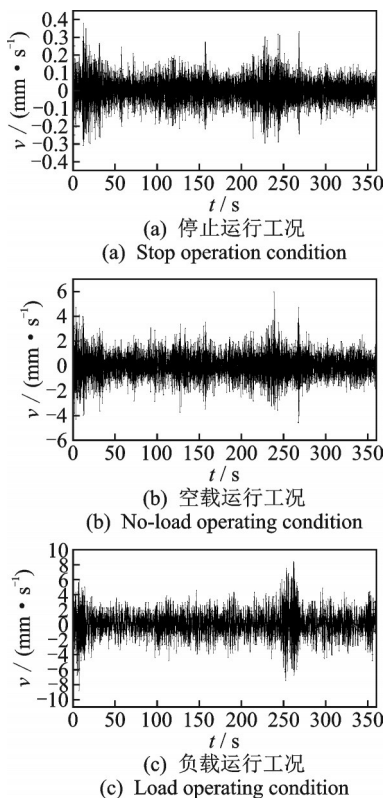 0.4
0.3
0.2
0.1
0
−0.1
−0.2
−0.3
−0.4
v / (mm • s⁻¹)
0 50 100 150 200 250 300 350
t / s
(a) 停止运行工况
(a) Stop operation condition
6
4
2
0
−2
−4
−6
v / (mm • s⁻¹)
0 50 100 150 200 250 300 350
t / s
(b) 空载运行工况
(b) No-load operating condition
10
8
6
4
2
0
−2
−4
−6
−8
−10
v / (mm • s⁻¹)
0 50 100 150 200 250 300 350
t / s
(c) 负载运行工况
(c) Load operating condition